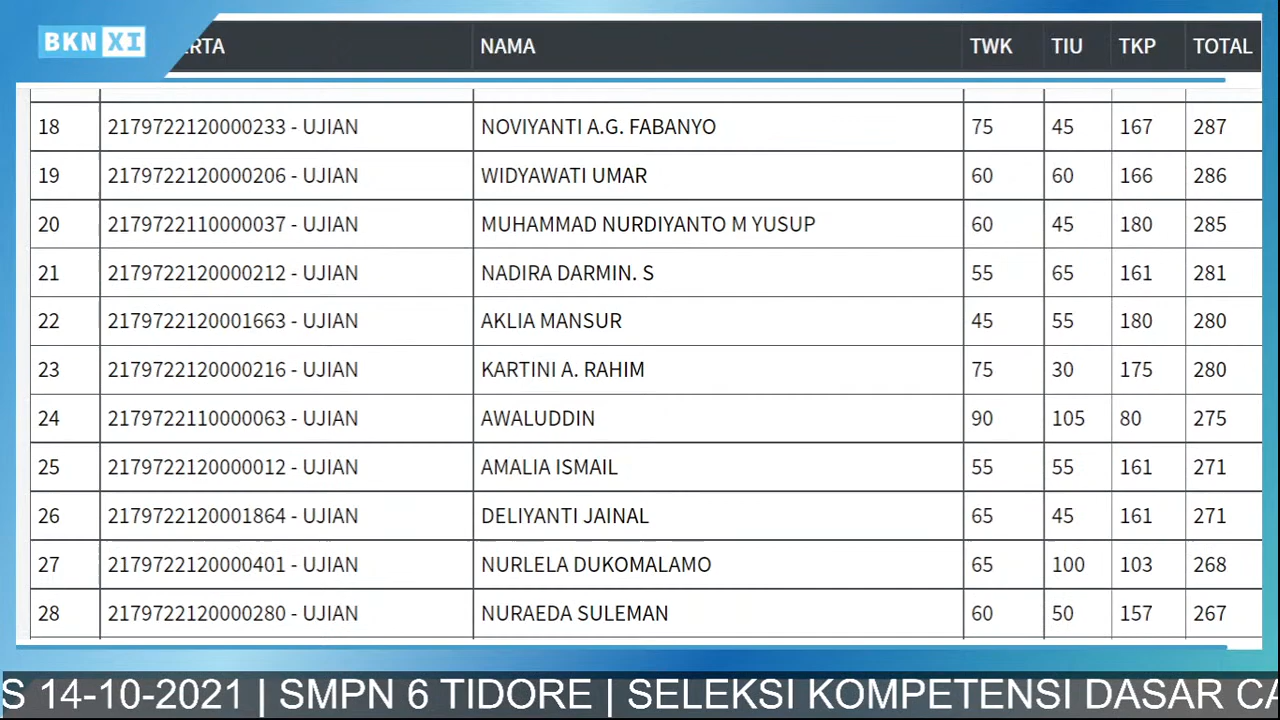 BKN XI
ERTA NAMA TWK TIU TKP TOTAL
18 2179722120000233 - UJIAN NOVIYANTI A.G. FABANYO 75 45 167 287
19 2179722120000206 - UJIAN WIDYAWATI UMAR 60 60 166 286
20 2179722110000037 - UJIAN MUHAMMAD NURDIYANTO M YUSUP 60 45 180 285
21 2179722120000212 - UJIAN NADIRA DARMIN. S 55 65 161 281
22 2179722120001663 - UJIAN AKLIA MANSUR 45 55 180 280
23 2179722120000216 - UJIAN KARTINI A. RAHIM 75 30 175 280
24 2179722110000063 - UJIAN AWALUDDIN 90 105 80 275
25 2179722120000012 - UJIAN AMALIA ISMAIL 55 55 161 271
26 2179722120001864 - UJIAN DELIYANTI JAINAL 65 45 161 271
27 2179722120000401 - UJIAN NURLELA DUKOMALAMO 65 100 103 268
28 2179722120000280 - UJIAN NURAEDA SULEMAN 60 50 157 267
S 14-10-2021 | SMPN 6 TIDORE | SELEKSI KOMPETENSI DASAR CA